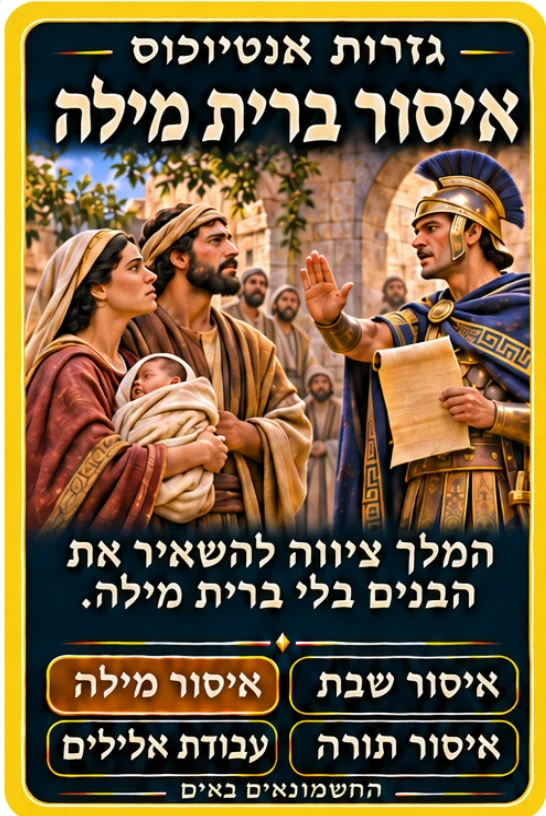 גזרות אנטיוכוס
איסור ברית מילה
המלך ציווה להשאיר את
הבנים בלי ברית מילה.
איסור שבת
איסור מילה
איסור תורה
עבודת אלילים
החשמונאים באים